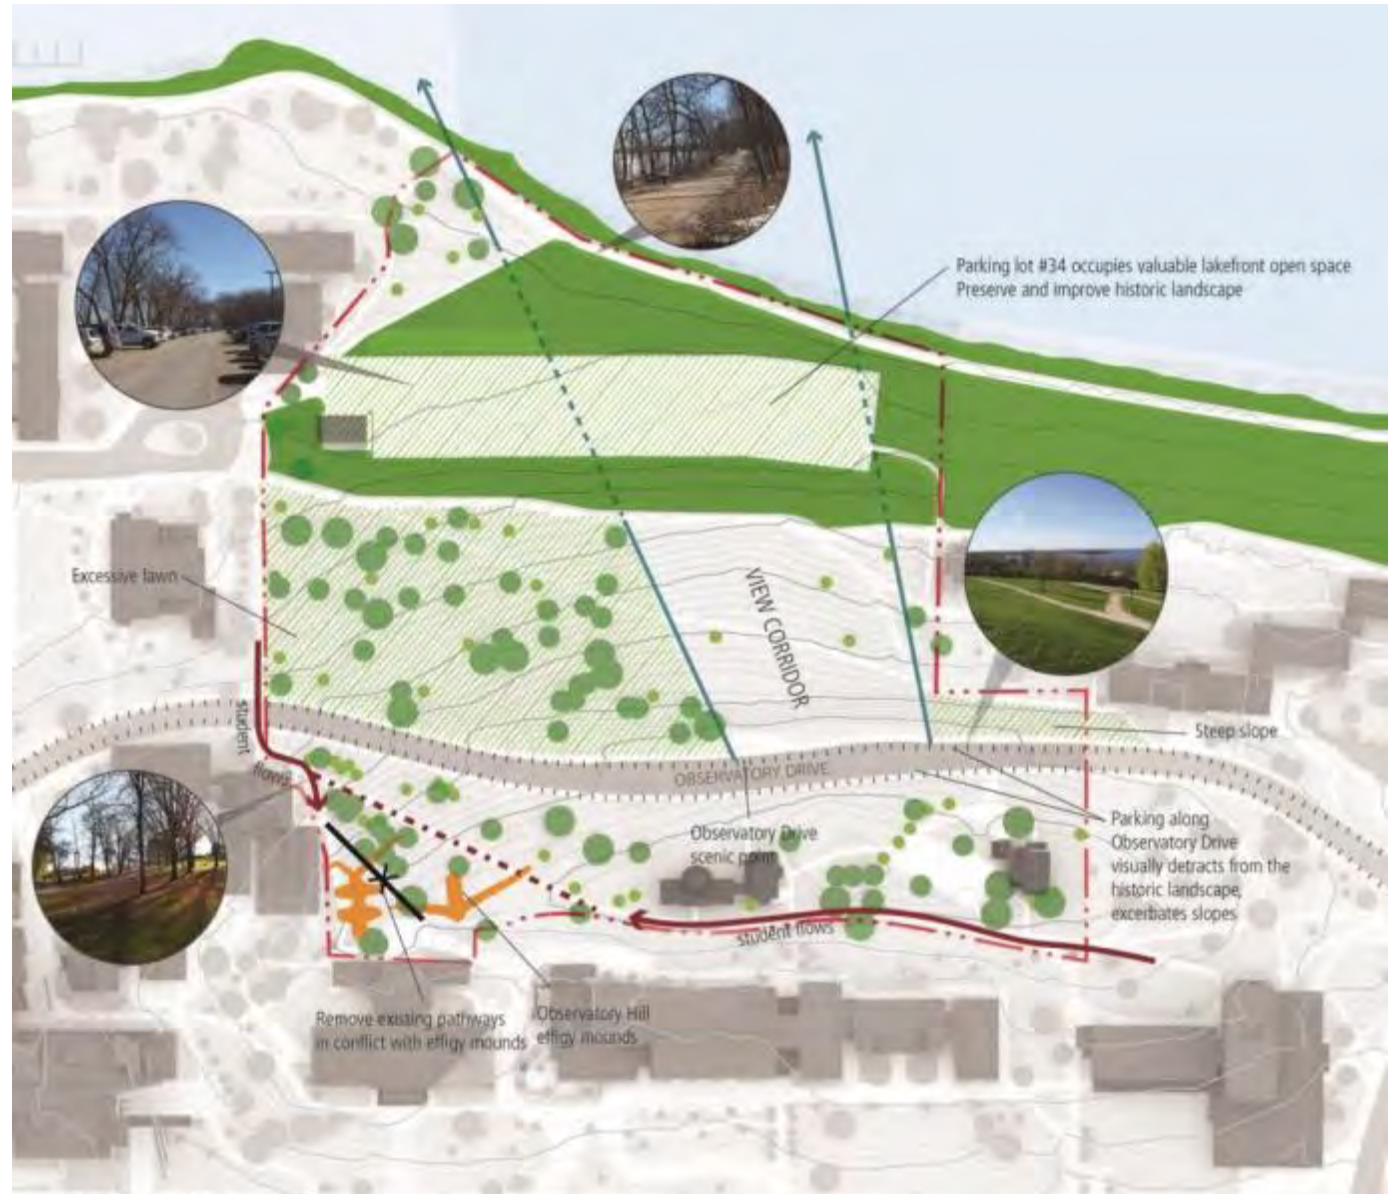 Parking lot #34 occupies valuable lakefront open space
Preserve and improve historic landscape
Excessive lawn
VIEW CORRIDOR
student
flows
Steep slope
OBSERVATORY DRIVE
Observatory Drive
scenic point
Parking along
Observatory Drive
visually detracts from the
historic landscape,
excerbates slopes
student flows
Remove existing pathways
in conflict with effigy mounds
Observatory Hill
effigy mounds